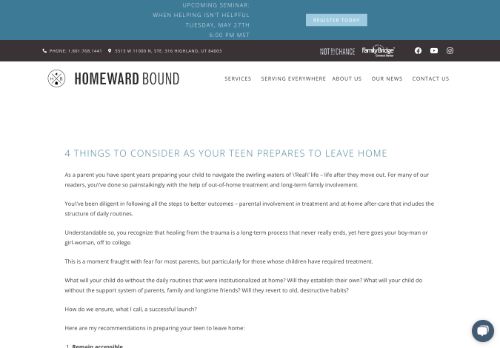 UPCOMING SEMINAR:
WHEN HELPING ISN'T HELPFUL
TUESDAY, MAY 27TH
6:00 PM MST
REGISTER TODAY
PHONE: 1.801.768.1441
5513 W 11000 N, STE. 316 HIGHLAND, UT 84003
NOT BY CHANCE
FamilyBridge
HOMEWARD BOUND
SERVICES
SERVING EVERYWHERE
ABOUT US
OUR NEWS
CONTACT US
4 THINGS TO CONSIDER AS YOUR TEEN PREPARES TO LEAVE HOME
As a parent you have spent years preparing your child to navigate the swirling waters of \'Real\' life – life after they move out. For many of our
readers, you've done so painstakingly with the help of out-of-home treatment and long-term family involvement.
You've been diligent in following all the steps to better outcomes – parental involvement in treatment and at-home after-care that includes the
structure of daily routines.
Understandable so, you recognize that healing from the trauma is a long-term process that never really ends, yet here goes your boy-man or
girl-woman, off to college.
This is a moment fraught with fear for most parents, but particularly for those whose children have required treatment.
What will your child do without the daily routines that were institutionalized at home? Will they establish their own? What will your child do
without the support system of parents, family and longtime friends? Will they revert to old, destructive habits?
How do we ensure, what I call, a successful launch?
Here are my recommendations in preparing your teen to leave home:
1. Remain accessible.